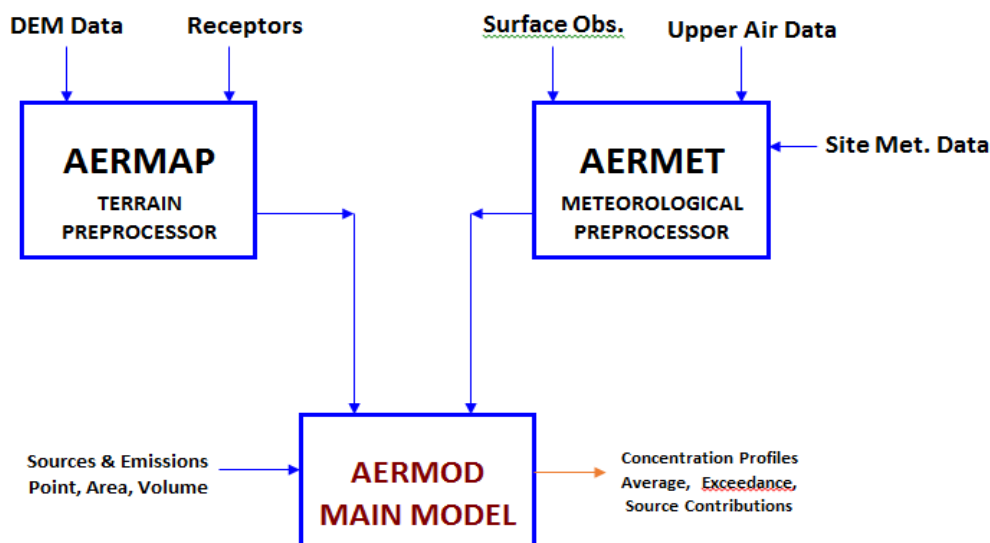 DEM Data
Receptors
Surface Obs.
Upper Air Data
AERMAP
TERRAIN
PREPROCESSOR
AERMET
METEOROLOGICAL
PREPROCESSOR
Site Met. Data
Sources & Emissions
Point, Area, Volume
AERMOD
MAIN MODEL
Concentration Profiles
Average, Exceedance,
Source Contributions